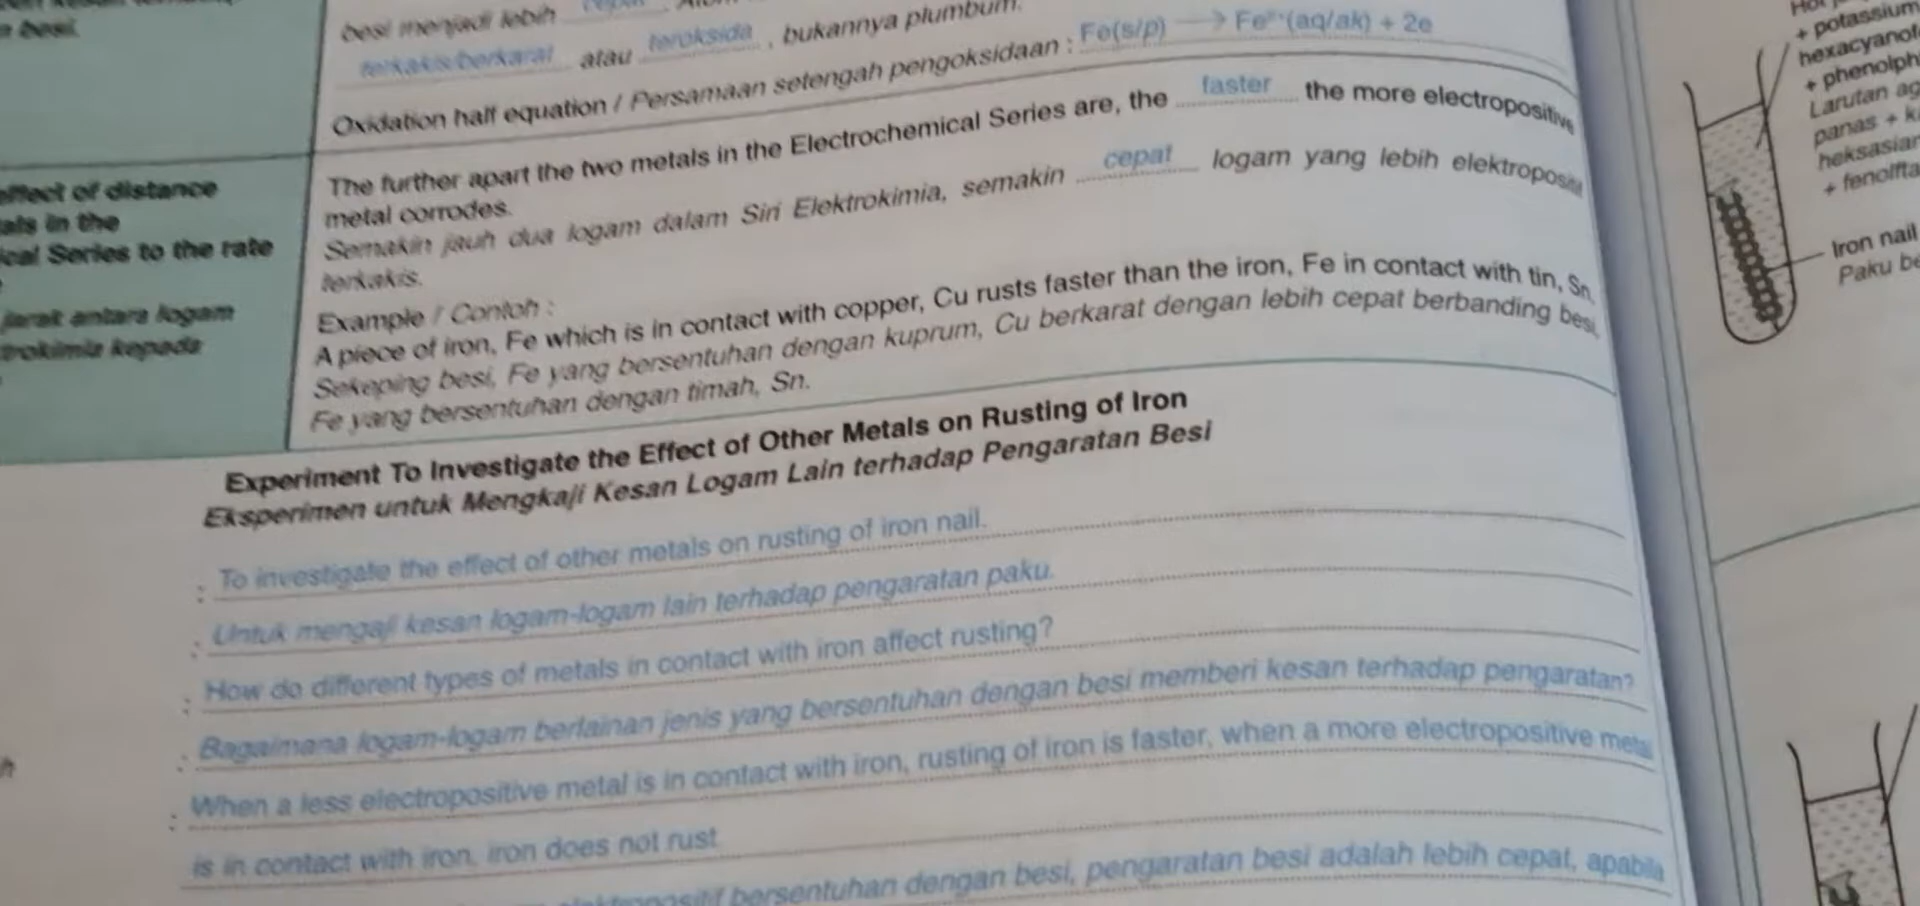 besi.
besi menjadi lebih cepat
terkakis/berkarat atau teroksida, bukannya plumbum.
Oxidation half equation / Persamaan setengah pengoksidaan : Fe(s/p) → Fe²⁺(aq/ak) + 2e
effect of distance
in the
Series to the rate
jarak antara logam
kepada
The further apart the two metals in the Electrochemical Series are, the faster the more electropositive
metal corrodes.
Semakin jauh dua logam dalam Siri Elektrokimia, semakin cepat logam yang lebih elektropositif
terkakis.
Example / Contoh :
A piece of iron, Fe which is in contact with copper, Cu rusts faster than the iron, Fe in contact with tin, Sn.
Sekeping besi, Fe yang bersentuhan dengan kuprum, Cu berkarat dengan lebih cepat berbanding besi,
Fe yang bersentuhan dengan timah, Sn.
Experiment To Investigate the Effect of Other Metals on Rusting of Iron
Eksperimen untuk Mengkaji Kesan Logam Lain terhadap Pengaratan Besi
: To investigate the effect of other metals on rusting of iron nail.
: Untuk mengaji kesan logam-logam lain terhadap pengaratan paku.
: How do different types of metals in contact with iron affect rusting?
: Bagaimana logam-logam berlainan jenis yang bersentuhan dengan besi memberi kesan terhadap pengaratan?
: When a less electropositive metal is in contact with iron, rusting of iron is faster, when a more electropositive metal
is in contact with iron, iron does not rust
bersentuhan dengan besi, pengaratan besi adalah lebih cepat, apabila
+ potassium
+
Larutan
panas +
+
Iron nail
Paku